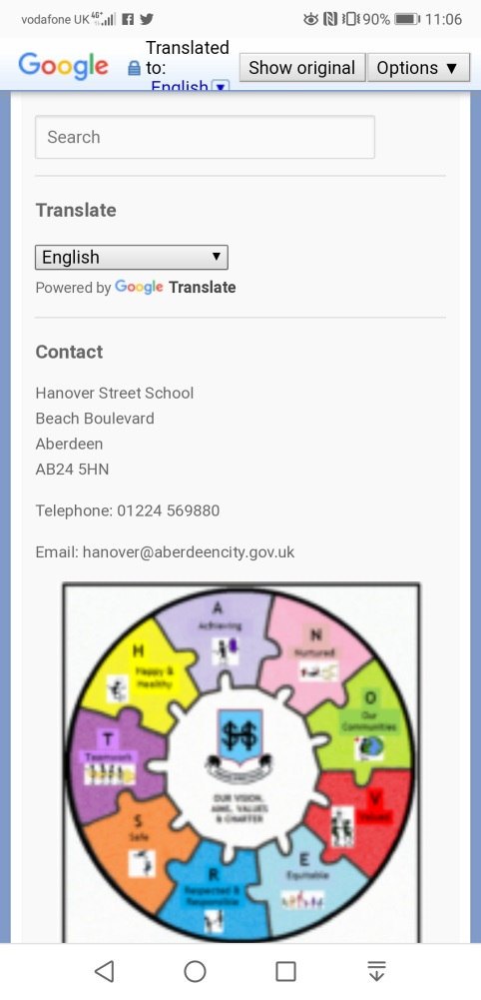 vodafone UK 4G+ 90% 11:06
Google
Translated to:
English
Show original
Options ▼
Search
Translate
English
Powered by Google Translate
Contact
Hanover Street School
Beach Boulevard
Aberdeen
AB24 5HN
Telephone: 01224 569880
Email: hanover@aberdeencity.gov.uk
H
Happy &
Healthy
A
Achieving
N
Nurtured
O
Our
Communities
V
E
Equitable
R
Respected &
Responsible
S
Safe
T
Teamwork
OUR VISION,
AIMS, VALUES
& CHARTER